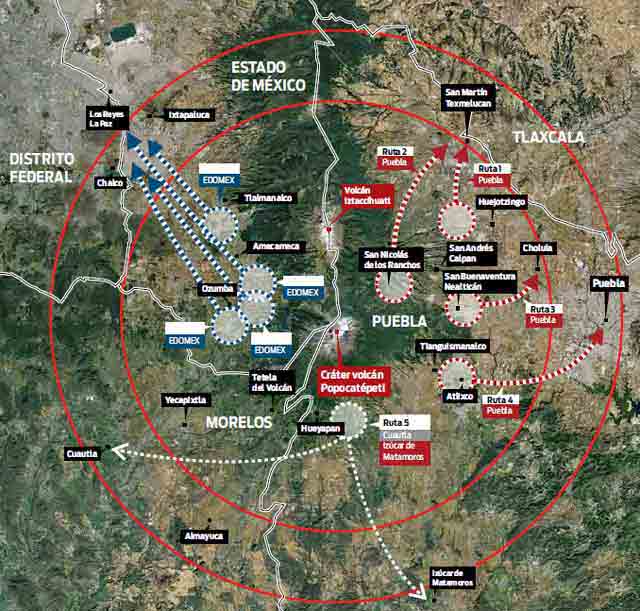 ESTADO
DE MÉXICO
San Martín
Texmelucan
Los Reyes
La Paz
Ixtapaluca
TLAXCALA
DISTRITO
FEDERAL
Ruta 2
Puebla
Ruta 1
Puebla
Chalco
EDOMEX
Tlalmanalco
Volcán
Iztaccíhuatl
Huejotzingo
Amecameca
San Nicolás
de los Ranchos
San Andrés
Calpan
Cholula
San Buenaventura
Nealticán
Puebla
Ozumba
EDOMEX
Ruta 3
Puebla
PUEBLA
EDOMEX
EDOMEX
Tlanguismanalco
Tetela
del Volcán
Cráter volcán
Popocatépetl
Atlixco
Ruta 4
Puebla
Yecapixtla
MORELOS
Hueyapan
Ruta 5
Cuautla
Izúcar de
Matamoros
Cuautla
Almayuca
Izúcar de
Matamoros